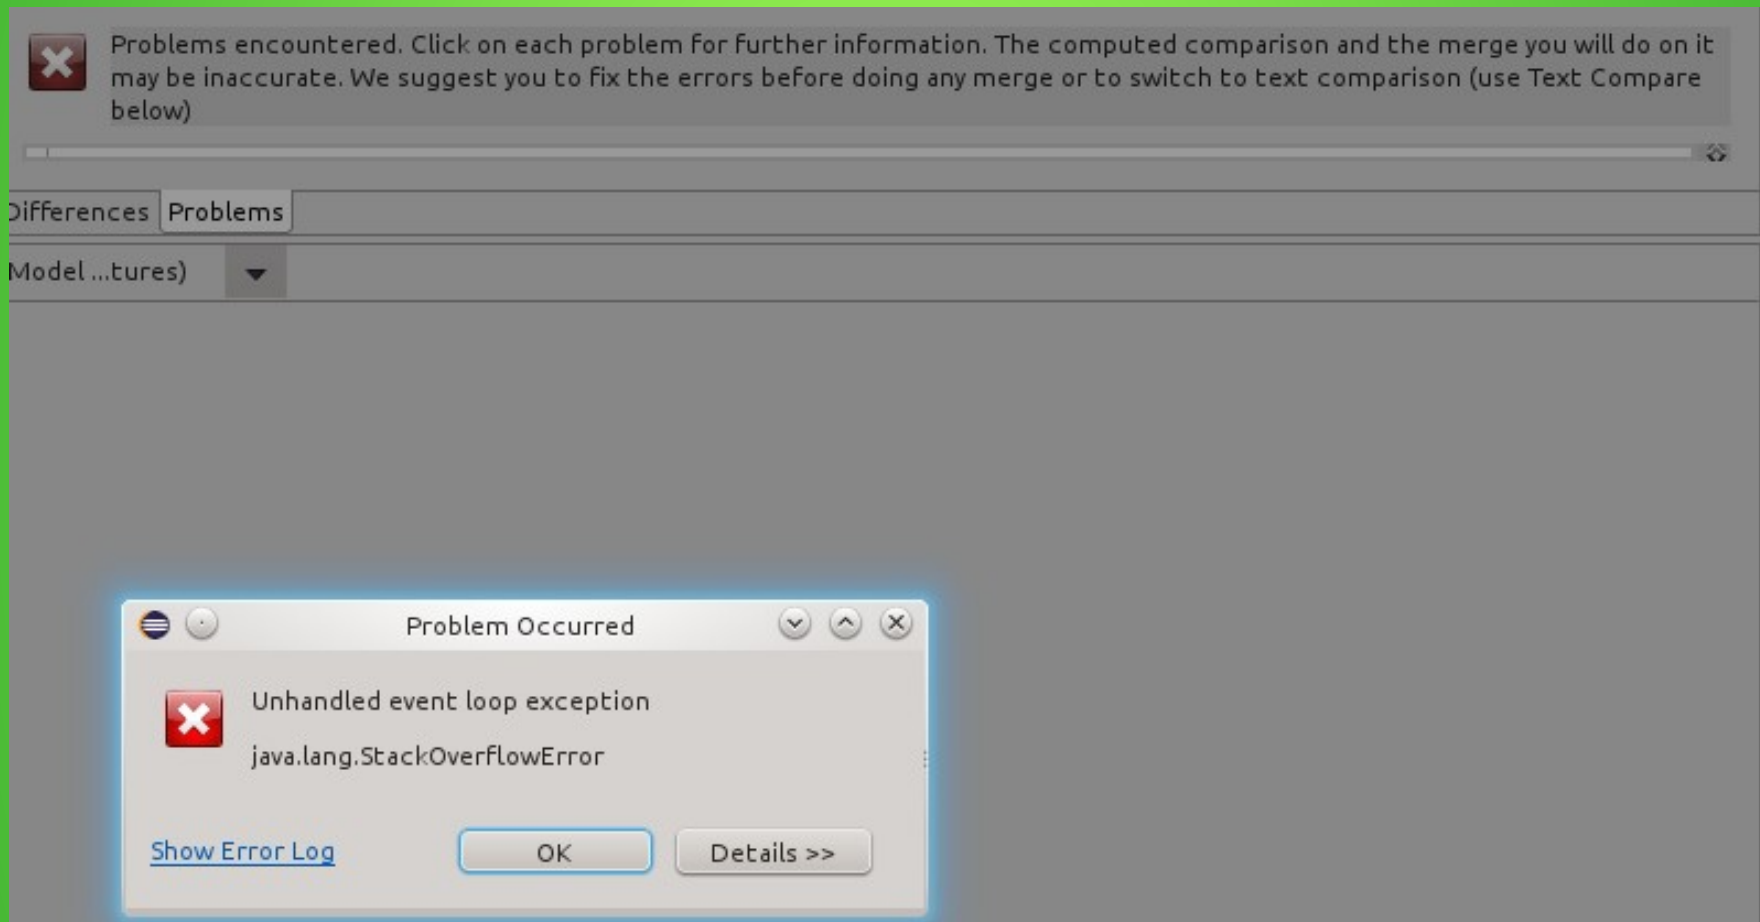 Problems encountered. Click on each problem for further information. The computed comparison and the merge you will do on it
may be inaccurate. We suggest you to fix the errors before doing any merge or to switch to text comparison (use Text Compare
below)
Differences Problems
Model ...tures)
Problem Occurred
Unhandled event loop exception
java.lang.StackOverflowError
Show Error Log OK Details >>